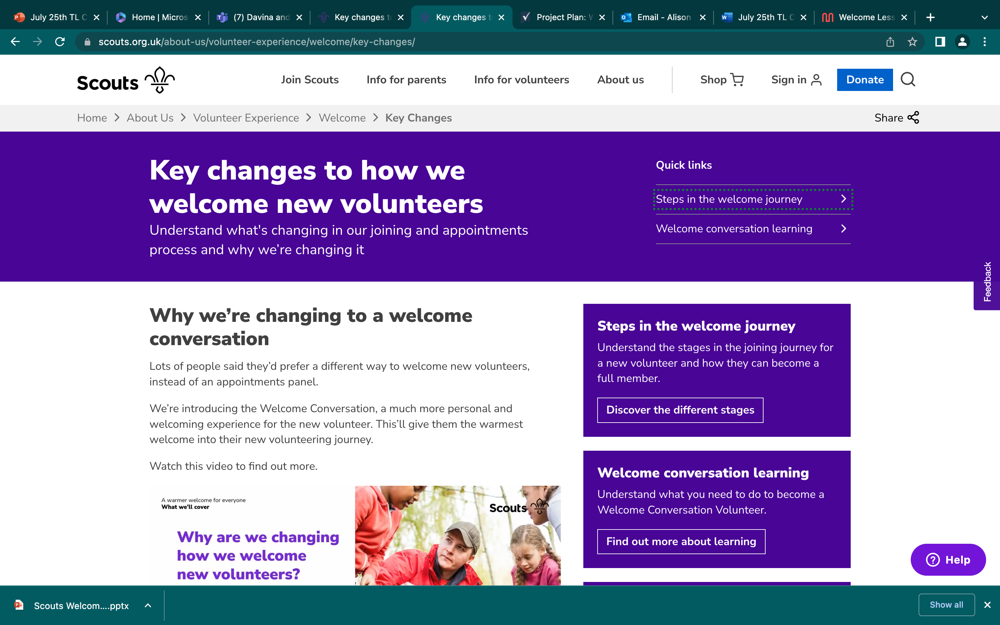 July 25th TL C
Home | Micros
(7) Davina and
Key changes to
Key changes t
Project Plan: W
Email - Alison
July 25th TL C
Welcome Less
scouts.org.uk/about-us/volunteer-experience/welcome/key-changes/
Scouts
Join Scouts
Info for parents
Info for volunteers
About us
Shop
Sign in
Donate
Home > About Us > Volunteer Experience > Welcome > Key Changes
Share
Key changes to how we
welcome new volunteers
Understand what's changing in our joining and appointments
process and why we’re changing it
Quick links
Steps in the welcome journey
Welcome conversation learning
Feedback
Why we’re changing to a welcome
conversation
Lots of people said they’d prefer a different way to welcome new volunteers,
instead of an appointments panel.
We’re introducing the Welcome Conversation, a much more personal and
welcoming experience for the new volunteer. This’ll give them the warmest
welcome into their new volunteering journey.
Watch this video to find out more.
A warmer welcome for everyone
What we’ll cover
Why are we changing
how we welcome
new volunteers?
Scouts
Steps in the welcome journey
Understand the stages in the joining journey for
a new volunteer and how they can become a
full member.
Discover the different stages
Welcome conversation learning
Understand what you need to do to become a
Welcome Conversation Volunteer.
Find out more about learning
Help
Scouts Welcom....pptx
Show all